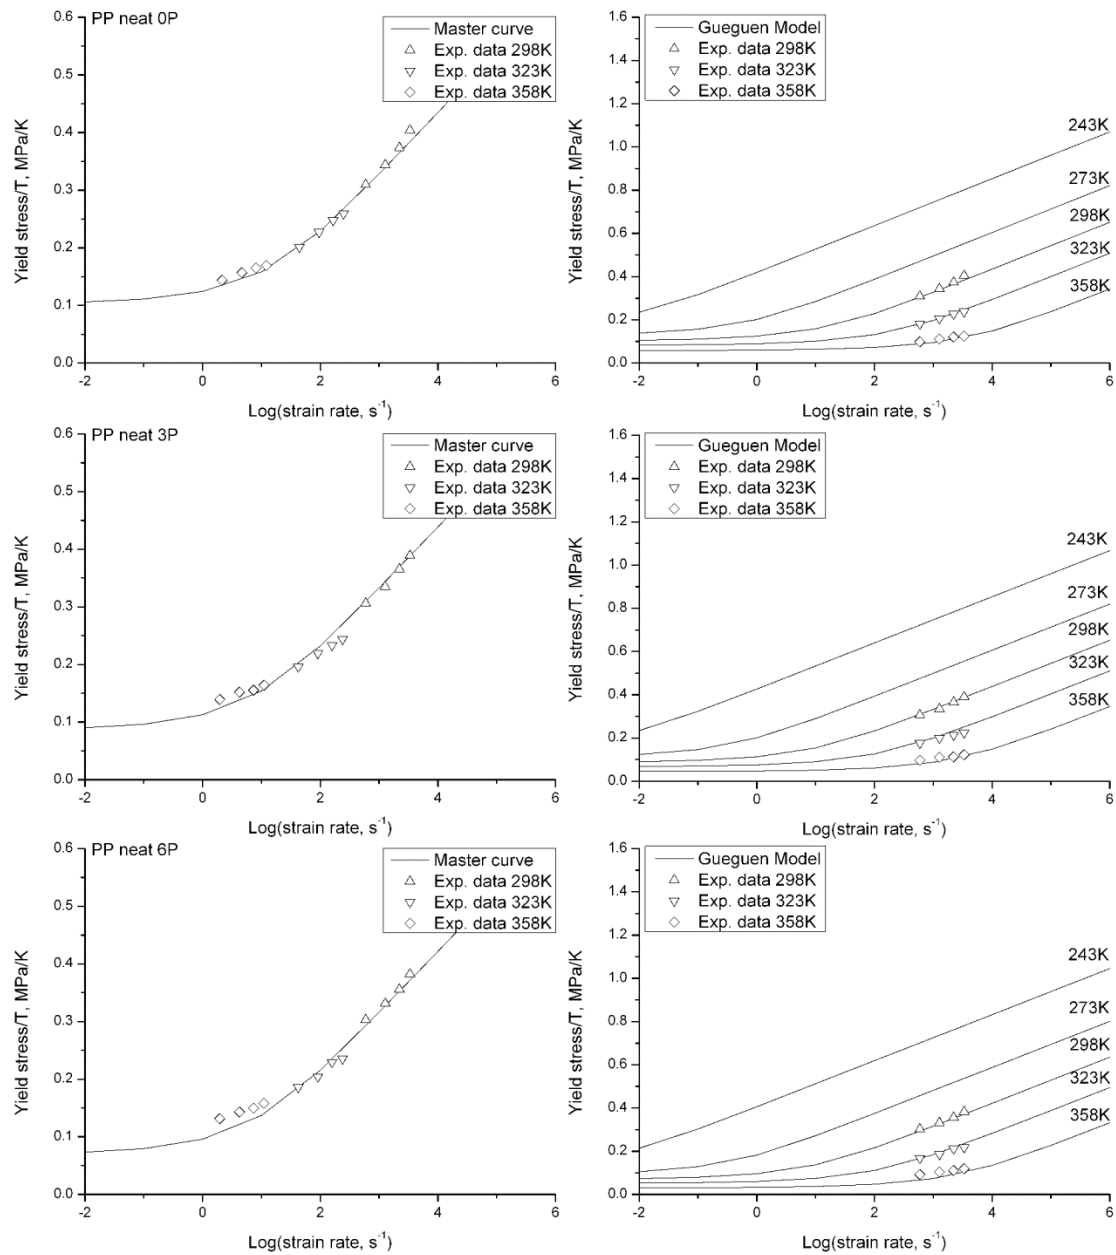 PP neat 0P
Master curve
Exp. data 298K
Exp. data 323K
Exp. data 358K
Yield stress/T, MPa/K
0.6
0.5
0.4
0.3
0.2
0.1
0.0
-2 0 2 4 6
Log(strain rate, s⁻¹)
Gueguen Model
Exp. data 298K
Exp. data 323K
Exp. data 358K
Yield stress/T, MPa/K
1.6
1.4
1.2
1.0
0.8
0.6
0.4
0.2
0.0
243K
273K
298K
323K
358K
-2 0 2 4 6
Log(strain rate, s⁻¹)
PP neat 3P
Master curve
Exp. data 298K
Exp. data 323K
Exp. data 358K
Yield stress/T, MPa/K
0.6
0.5
0.4
0.3
0.2
0.1
0.0
-2 0 2 4 6
Log(strain rate, s⁻¹)
Gueguen Model
Exp. data 298K
Exp. data 323K
Exp. data 358K
Yield stress/T, MPa/K
1.6
1.4
1.2
1.0
0.8
0.6
0.4
0.2
0.0
243K
273K
298K
323K
358K
-2 0 2 4 6
Log(strain rate, s⁻¹)
PP neat 6P
Master curve
Exp. data 298K
Exp. data 323K
Exp. data 358K
Yield stress/T, MPa/K
0.6
0.5
0.4
0.3
0.2
0.1
0.0
-2 0 2 4 6
Log(strain rate, s⁻¹)
Gueguen Model
Exp. data 298K
Exp. data 323K
Exp. data 358K
Yield stress/T, MPa/K
1.6
1.4
1.2
1.0
0.8
0.6
0.4
0.2
0.0
243K
273K
298K
323K
358K
-2 0 2 4 6
Log(strain rate, s⁻¹)